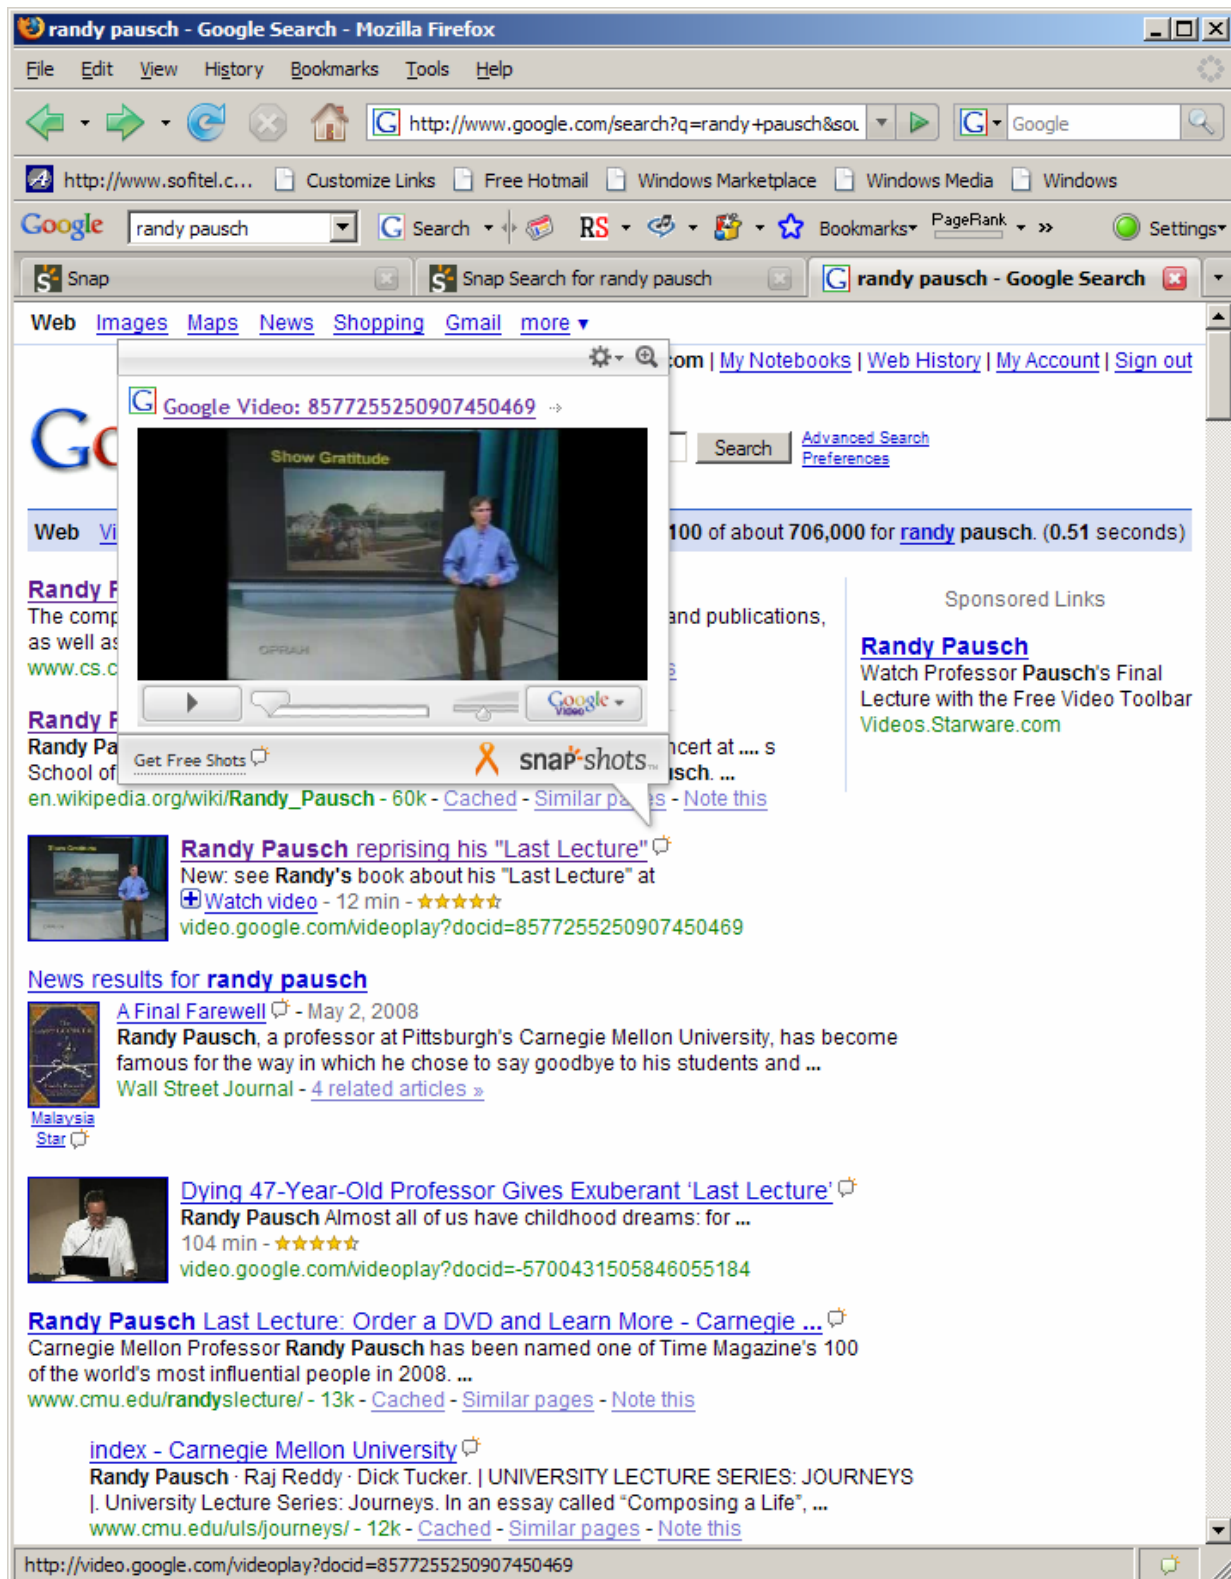 randy pausch - Google Search - Mozilla Firefox
File Edit View History Bookmarks Tools Help
G http://www.google.com/search?q=randy+pausch&sou G Google
http://www.sofitel.c... Customize Links Free Hotmail Windows Marketplace Windows Media Windows
Google randy pausch G Search RS Bookmarks PageRank » Settings
Snap Snap Search for randy pausch randy pausch - Google Search
Web Images Maps News Shopping Gmail more ▼
com | My Notebooks | Web History | My Account | Sign out
G Google Video: 8577255250907450469
Go
Search Advanced Search
Preferences
Show Gratitude
OPRAH
Web Vi 100 of about 706,000 for randy pausch. (0.51 seconds)
Randy P
The comp and publications,
as well as
www.cs.c
Google Video
Randy P
Randy Pa ncert at .... s
School of usch. ...
Get Free Shots snap shots™
en.wikipedia.org/wiki/Randy_Pausch - 60k - Cached - Similar pages - Note this
Sponsored Links
Randy Pausch
Watch Professor Pausch's Final
Lecture with the Free Video Toolbar
Videos.Starware.com
Randy Pausch reprising his "Last Lecture"
New: see Randy's book about his "Last Lecture" at
Watch video - 12 min -
video.google.com/videoplay?docid=8577255250907450469
News results for randy pausch
A Final Farewell - May 2, 2008
Randy Pausch, a professor at Pittsburgh's Carnegie Mellon University, has become
famous for the way in which he chose to say goodbye to his students and ...
Wall Street Journal - 4 related articles »
Malaysia
Star
Dying 47-Year-Old Professor Gives Exuberant ‘Last Lecture’
Randy Pausch Almost all of us have childhood dreams: for ...
104 min -
video.google.com/videoplay?docid=-5700431505846055184
Randy Pausch Last Lecture: Order a DVD and Learn More - Carnegie ...
Carnegie Mellon Professor Randy Pausch has been named one of Time Magazine's 100
of the world's most influential people in 2008. ...
www.cmu.edu/randyslecture/ - 13k - Cached - Similar pages - Note this
index - Carnegie Mellon University
Randy Pausch · Raj Reddy · Dick Tucker. | UNIVERSITY LECTURE SERIES: JOURNEYS
|. University Lecture Series: Journeys. In an essay called “Composing a Life”, ...
www.cmu.edu/uls/journeys/ - 12k - Cached - Similar pages - Note this
http://video.google.com/videoplay?docid=8577255250907450469